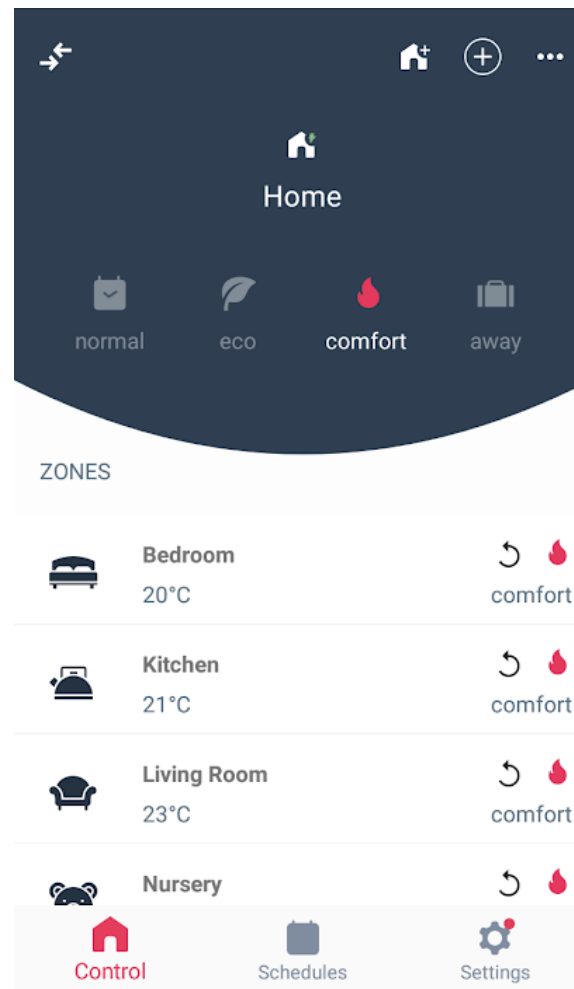 Home
normal eco comfort away
ZONES
Bedroom
20°C comfort
Kitchen
21°C comfort
Living Room
23°C comfort
Nursery
Control Schedules Settings